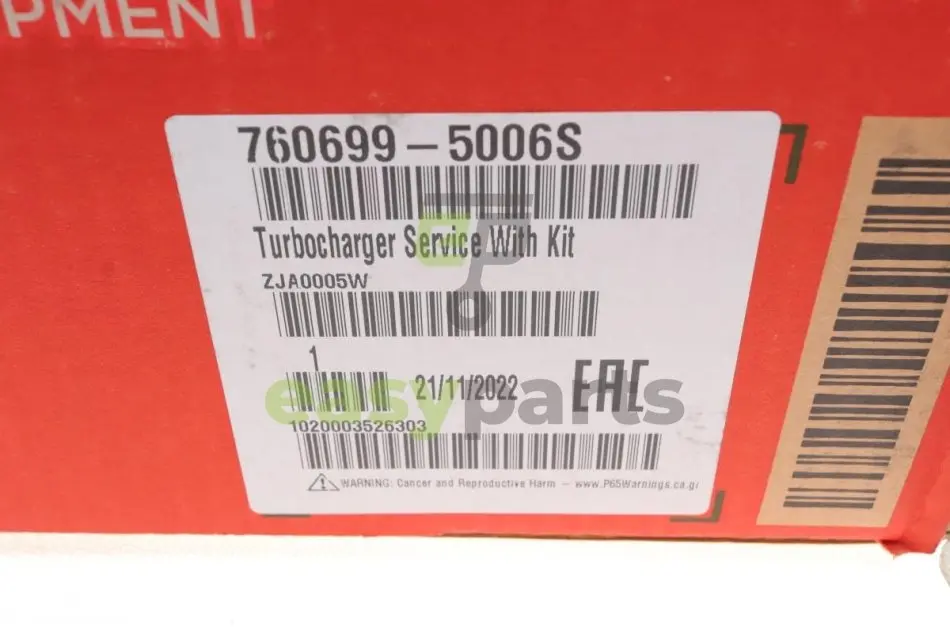 PMENT
760699-5006S
Turbocharger Service With Kit
ZJA0005W
1
21/11/2022
EAC
easyparts
1020003526303
WARNING: Cancer and Reproductive Harm - www.P65Warnings.ca.g